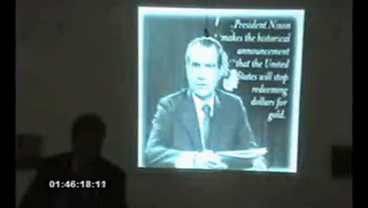 President Nixon
makes the historical
announcement
that the United
States will stop
redeeming
dollars for
gold.
01:46:18:11